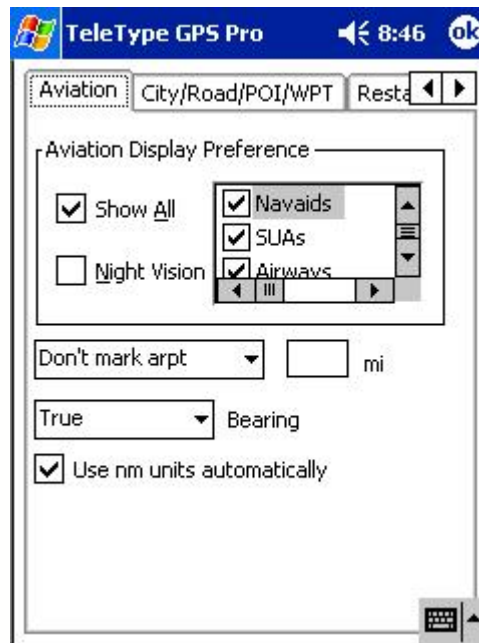 TeleType GPS Pro 8:46 ok
Aviation City/Road/POI/WPT Resta
Aviation Display Preference
Show All Navaids
SUAs
Night Vision Airways
Don't mark arpt mi
True Bearing
Use nm units automatically